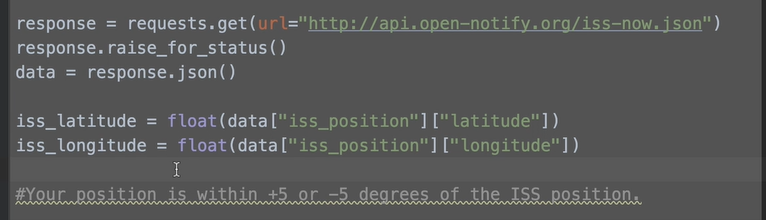 response = requests.get(url="http://api.open-notify.org/iss-now.json")
response.raise_for_status()
data = response.json()
iss_latitude = float(data["iss_position"]["latitude"])
iss_longitude = float(data["iss_position"]["longitude"])
#Your position is within +5 or -5 degrees of the ISS position.